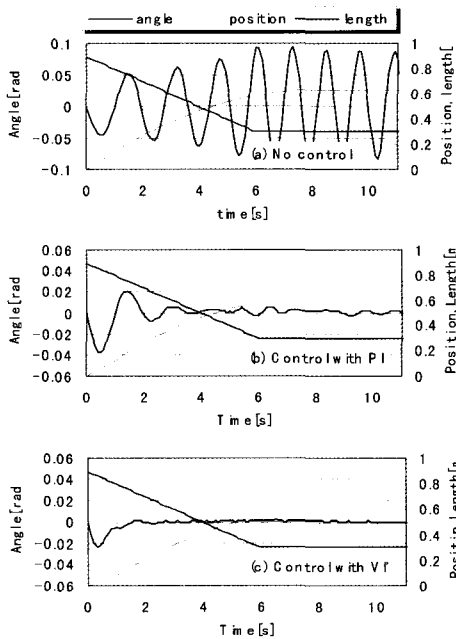 angle position length
0.1
0.05
0
-0.05
-0.1
Angle[rad
1
0.8
0.6
0.4
0.2
0
Position, length[
(a) No control
0 2 4 6 8 10
time[s]
0.06
0.04
0.02
0
-0.02
-0.04
-0.06
Angle[rad
1
0.8
0.6
0.4
0.2
0
Position, Length[m
(b) Control with PI
0 2 4 6 8 10
Time[s]
0.06
0.04
0.02
0
-0.02
-0.04
-0.06
Angle[rad
1
0.8
0.6
0.4
0.2
0
Position, Length[m
(c) Control with
0 2 4 6 8 10
Time[s]